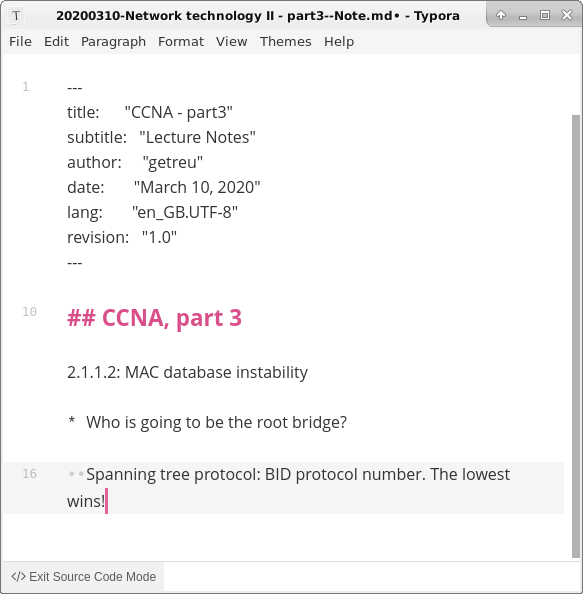 T 20200310-Network technology II - part3--Note.md• - Typora
File Edit Paragraph Format View Themes Help
1 ---
title: "CCNA - part3"
subtitle: "Lecture Notes"
author: "getreu"
date: "March 10, 2020"
lang: "en_GB.UTF-8"
revision: "1.0"
---
10 ## CCNA, part 3
2.1.1.2: MAC database instability
* Who is going to be the root bridge?
16 ••Spanning tree protocol: BID protocol number. The lowest
wins!
</> Exit Source Code Mode